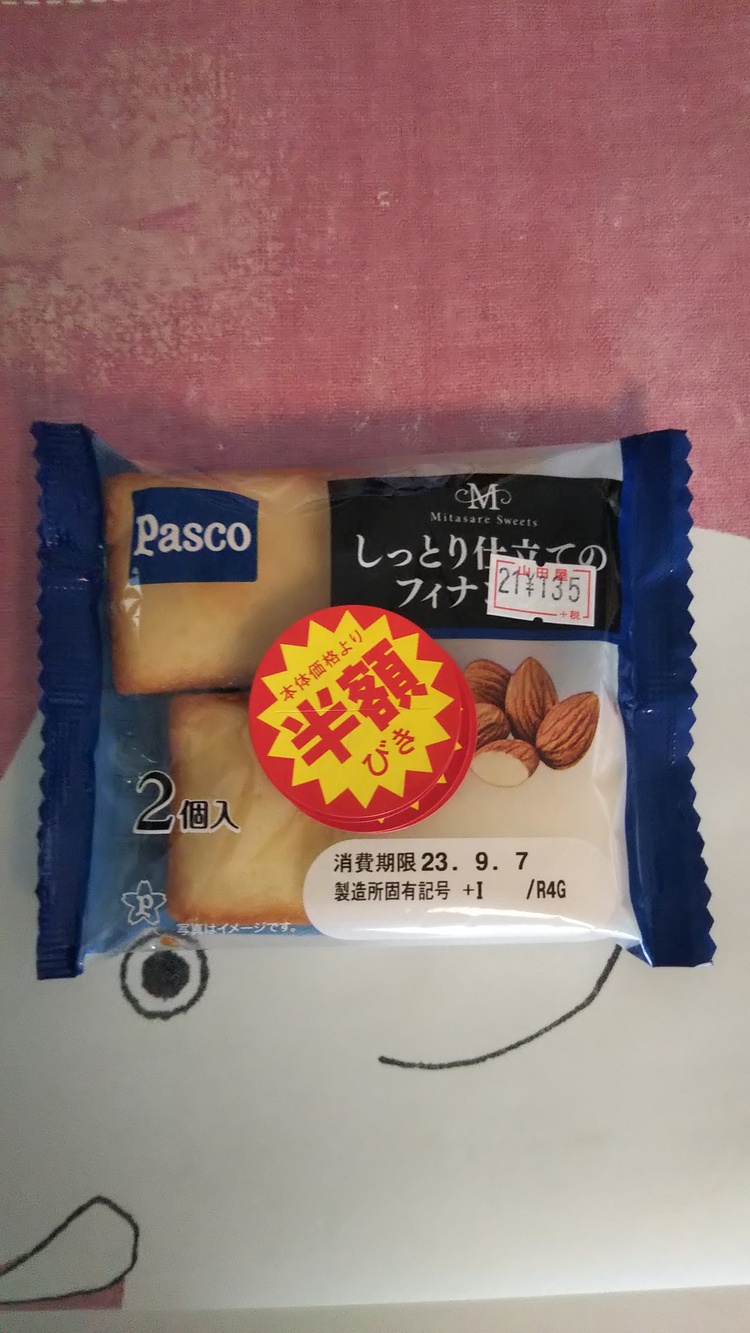 Pasco
M
Mitasare Sweets
しっとり仕立ての
フィナ
山田屋
21 ¥135
+税
本体価格より
半額
びき
2個入
消費期限 23. 9. 7
製造所固有記号 +I /R4G
P
写真はイメージです。